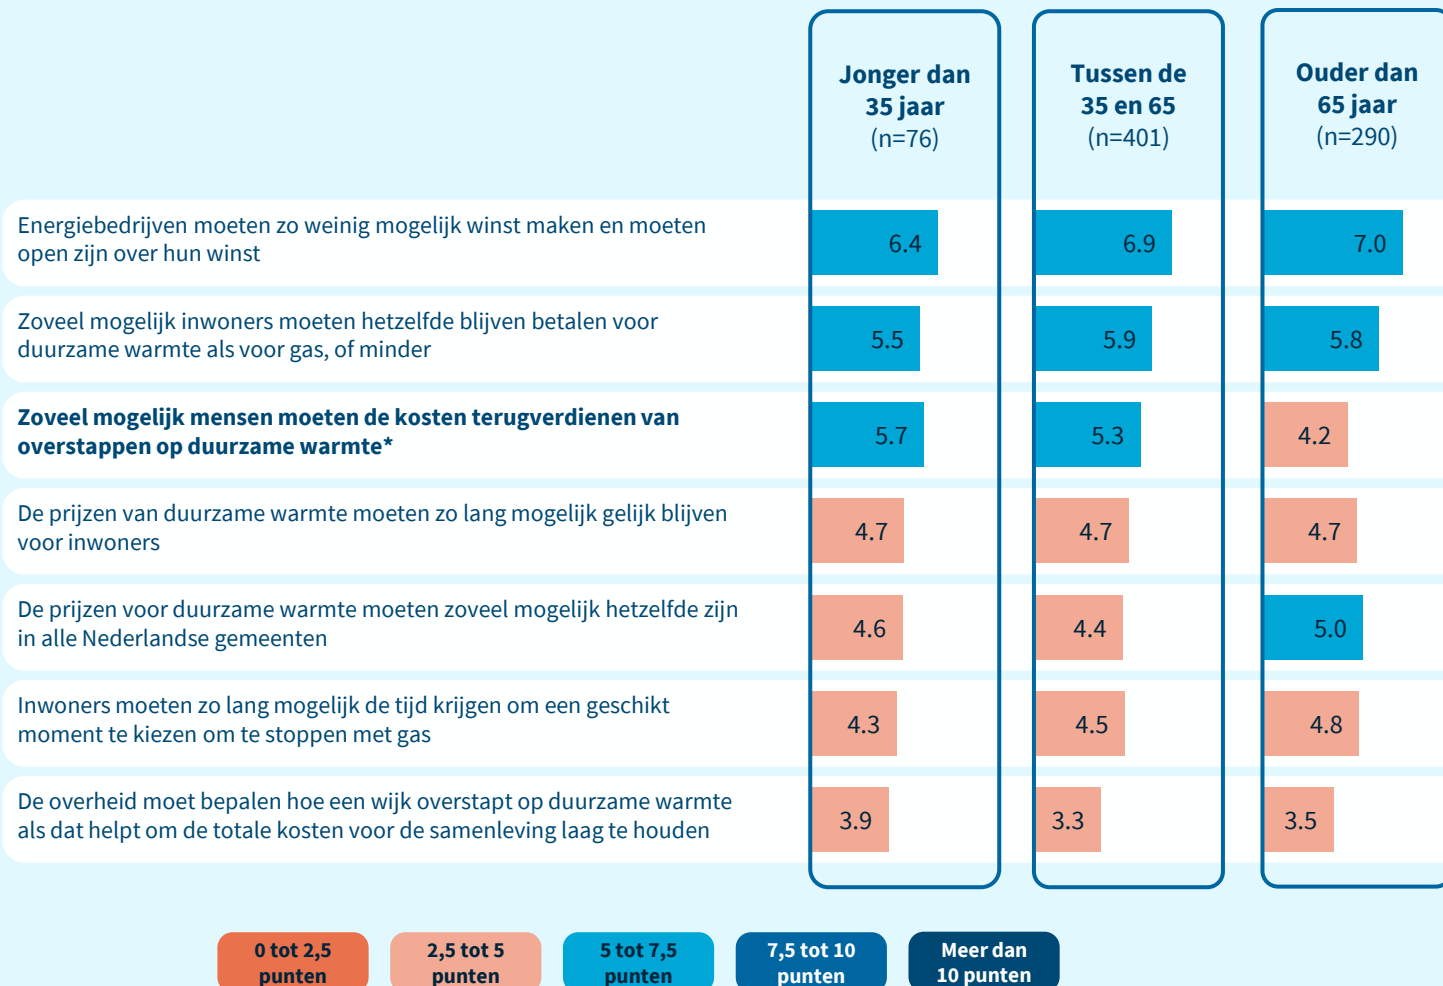 Jonger dan
35 jaar
(n=76)
Tussen de
35 en 65
(n=401)
Ouder dan
65 jaar
(n=290)
Energiebedrijven moeten zo weinig mogelijk winst maken en moeten
open zijn over hun winst
6.4
6.9
7.0
Zoveel mogelijk inwoners moeten hetzelfde blijven betalen voor
duurzame warmte als voor gas, of minder
5.5
5.9
5.8
Zoveel mogelijk mensen moeten de kosten terugverdienen van
overstappen op duurzame warmte*
5.7
5.3
4.2
De prijzen van duurzame warmte moeten zo lang mogelijk gelijk blijven
voor inwoners
4.7
4.7
4.7
De prijzen voor duurzame warmte moeten zoveel mogelijk hetzelfde zijn
in alle Nederlandse gemeenten
4.6
4.4
5.0
Inwoners moeten zo lang mogelijk de tijd krijgen om een geschikt
moment te kiezen om te stoppen met gas
4.3
4.5
4.8
De overheid moet bepalen hoe een wijk overstapt op duurzame warmte
als dat helpt om de totale kosten voor de samenleving laag te houden
3.9
3.3
3.5
0 tot 2,5
punten
2,5 tot 5
punten
5 tot 7,5
punten
7,5 tot 10
punten
Meer dan
10 punten